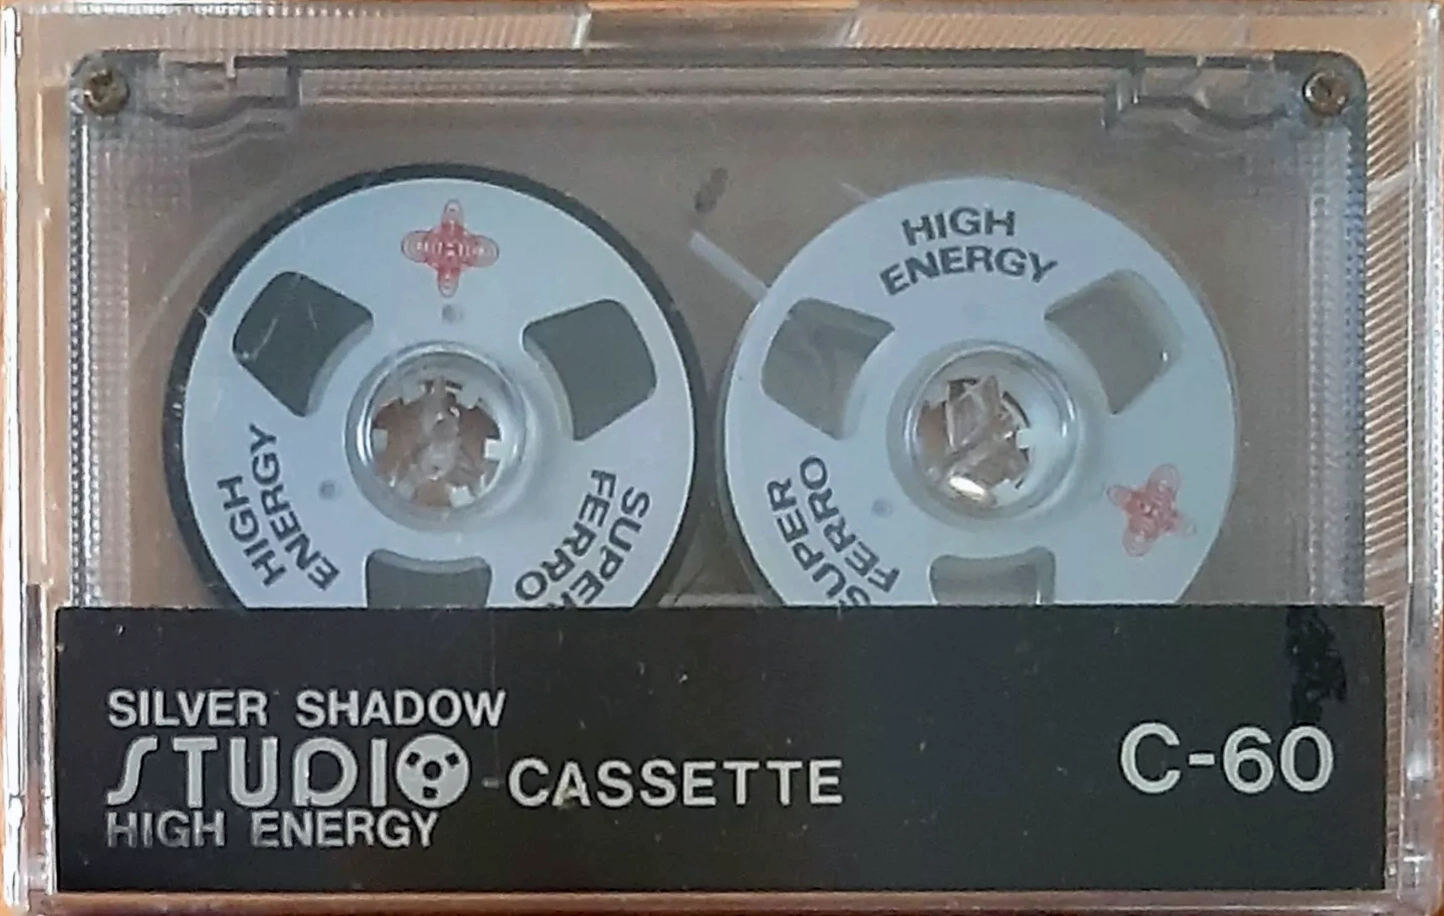 HIGH
ENERGY
SUPER
FERRO
HIGH
ENERGY
SUPER
FERRO
SILVER SHADOW
STUDIO-CASSETTE
HIGH ENERGY
C-60